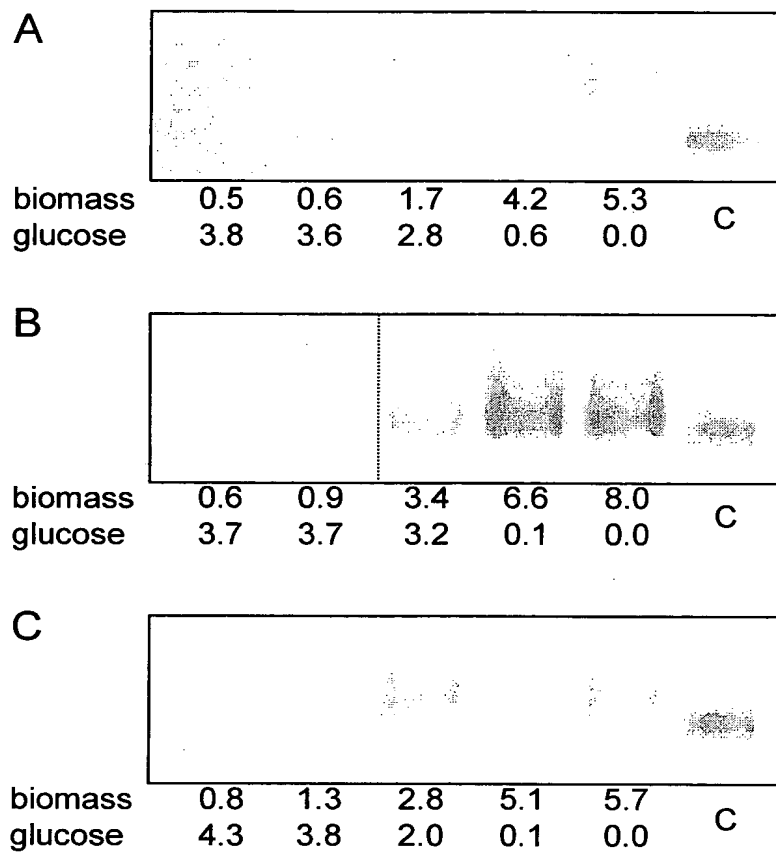 A
biomass 0.5 0.6 1.7 4.2 5.3 C
glucose 3.8 3.6 2.8 0.6 0.0
B
biomass 0.6 0.9 3.4 6.6 8.0 C
glucose 3.7 3.7 3.2 0.1 0.0
C
biomass 0.8 1.3 2.8 5.1 5.7 C
glucose 4.3 3.8 2.0 0.1 0.0